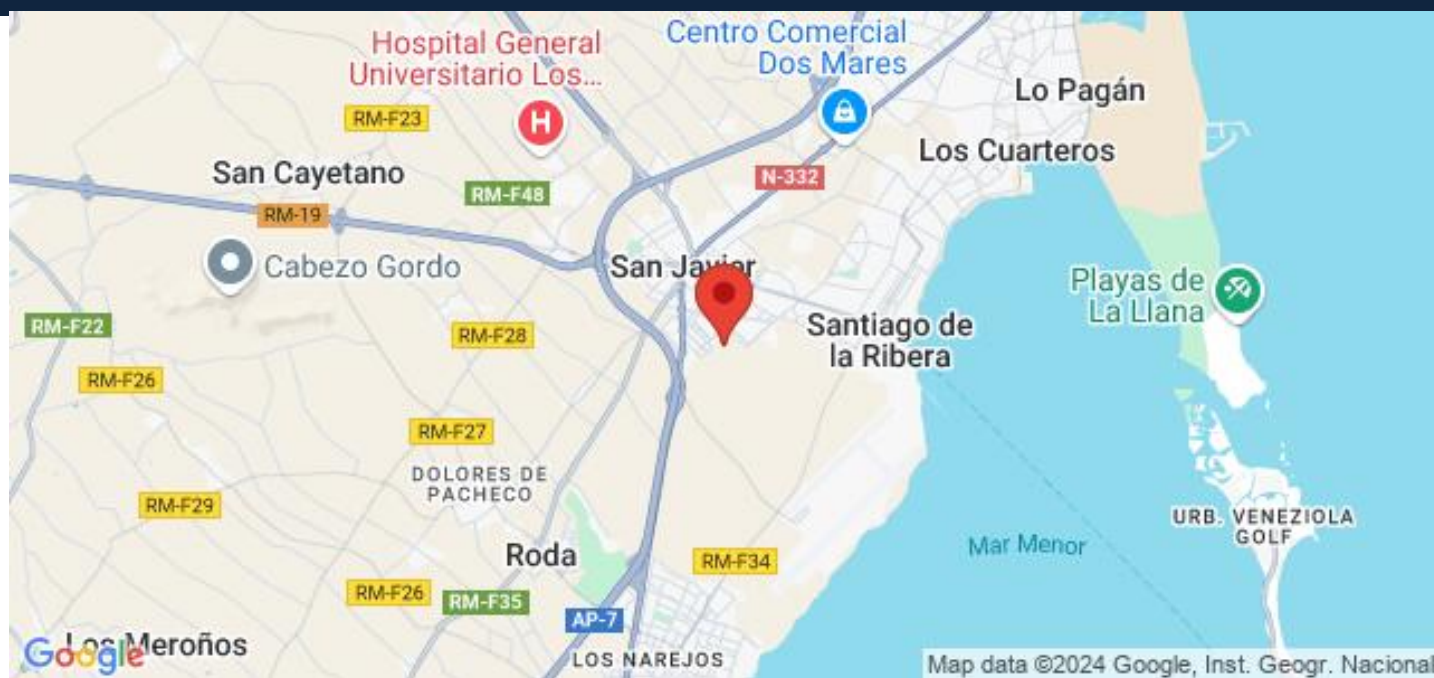 Hospital General
Universitario Los...
Centro Comercial
Dos Mares
Lo Pagán
RM-F23
Los Cuarteros
San Cayetano
N-332
RM-F48
RM-19
Cabezo Gordo
San Javier
Playas de
La Llana
RM-F22
RM-F28
Santiago de
la Ribera
RM-F26
RM-F27
DOLORES DE
PACHECO
RM-F29
URB. VENEZIOLA
GOLF
Mar Menor
Roda
RM-F34
RM-F26
RM-F35
AP-7
Los Meroños
Google
LOS NAREJOS
Map data ©2024 Google, Inst. Geogr. Nacional